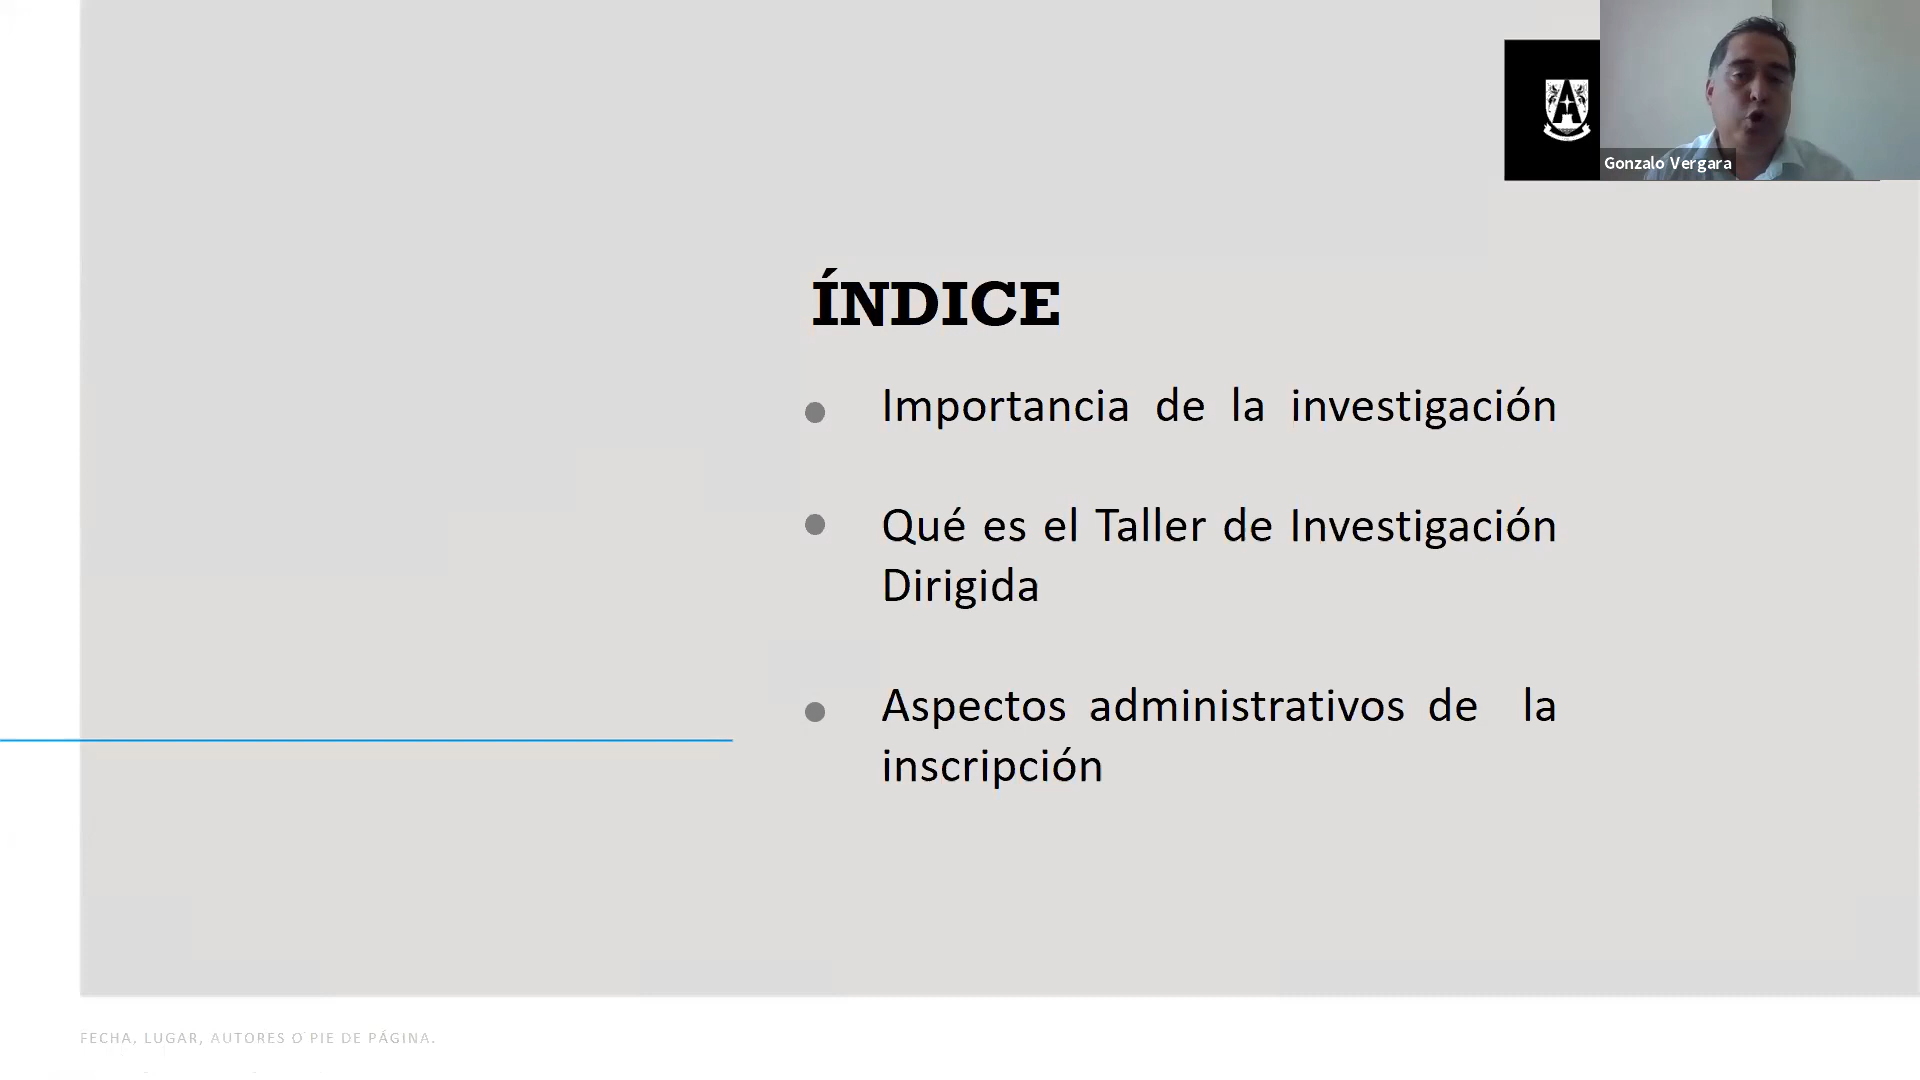 Gonzalo Vergara
ÍNDICE
Importancia de la investigación
Qué es el Taller de Investigación
Dirigida
Aspectos administrativos de la
inscripción
FECHA, LUGAR, AUTORES O PIE DE PÁGINA.